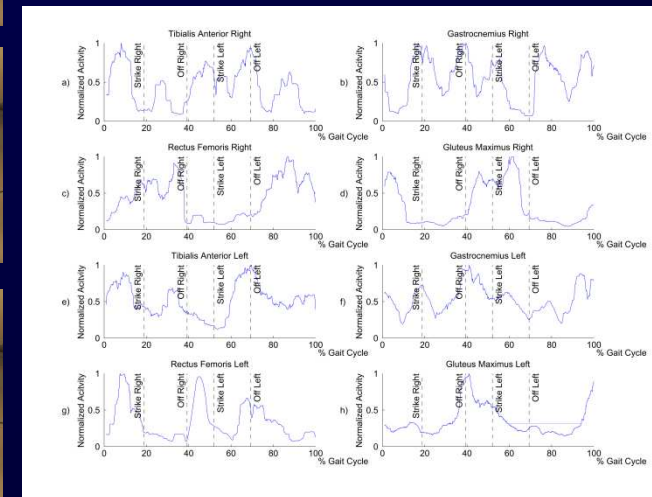 Tibialis Anterior Right
a)
Normalized Acitvity
1
0.5
0
Strike Right
Off Right
Strike Left
Off Left
0 20 40 60 80 100
% Gait Cycle
Gastrocnemius Right
b)
Normalized Acitvity
1
0.5
0
Strike Right
Off Right
Strike Left
Off Left
0 20 40 60 80 100
% Gait Cycle
Rectus Femoris Right
c)
Normalized Acitvity
1
0.5
0
Strike Right
Off Right
Strike Left
Off Left
0 20 40 60 80 100
% Gait Cycle
Gluteus Maximus Right
d)
Normalized Acitvity
1
0.5
0
Strike Right
Off Right
Strike Left
Off Left
0 20 40 60 80 100
% Gait Cycle
Tibialis Anterior Left
e)
Normalized Acitvity
1
0.5
0
Strike Right
Off Right
Strike Left
Off Left
0 20 40 60 80 100
% Gait Cycle
Gastrocnemius Left
f)
Normalized Acitvity
1
0.5
0
Strike Right
Off Right
Strike Left
Off Left
0 20 40 60 80 100
% Gait Cycle
Rectus Femoris Left
g)
Normalized Acitvity
1
0.5
0
Strike Right
Off Right
Strike Left
Off Left
0 20 40 60 80 100
% Gait Cycle
Gluteus Maximus Left
h)
Normalized Acitvity
1
0.5
0
Strike Right
Off Right
Strike Left
Off Left
0 20 40 60 80 100
% Gait Cycle